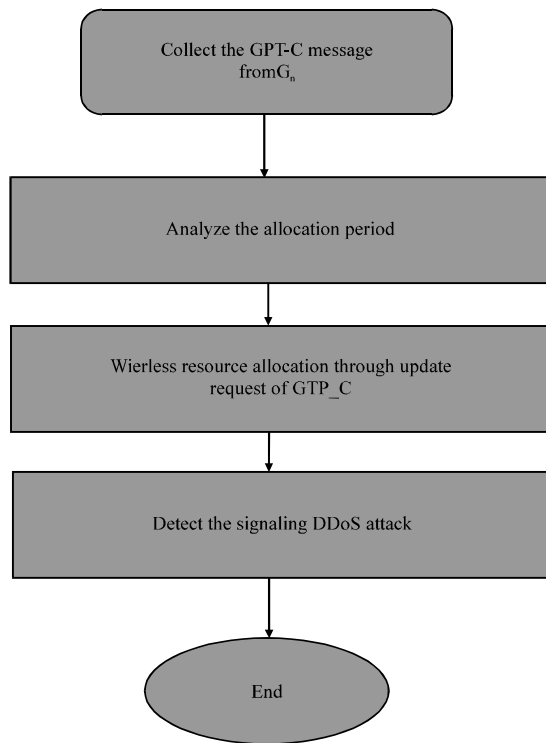 Collect the GPT-C message
fromGₙ
Analyze the allocation period
Wierless resource allocation through update
request of GTP_C
Detect the signaling DDoS attack
End